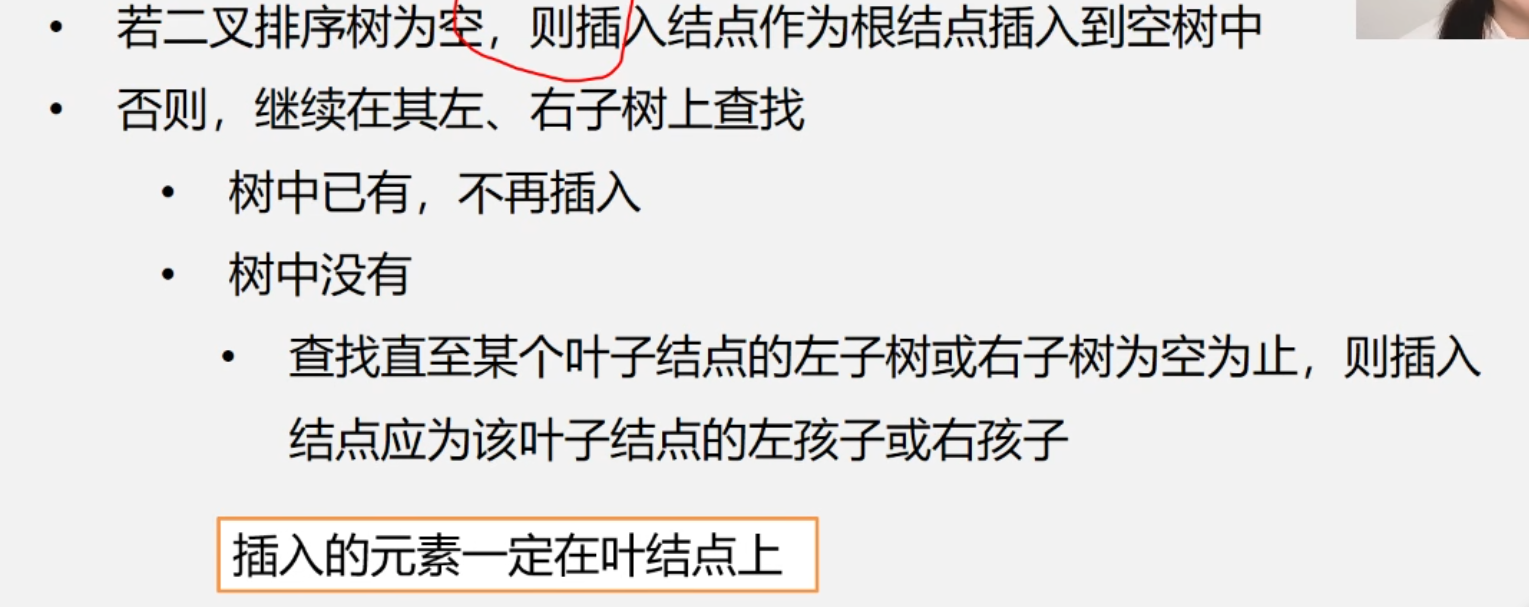 • 若二叉排序树为空，则插入结点作为根结点插入到空树中
• 否则，继续在其左、右子树上查找
• 树中已有，不再插入
• 树中没有
• 查找直至某个叶子结点的左子树或右子树为空为止，则插入
结点应为该叶子结点的左孩子或右孩子
插入的元素一定在叶结点上